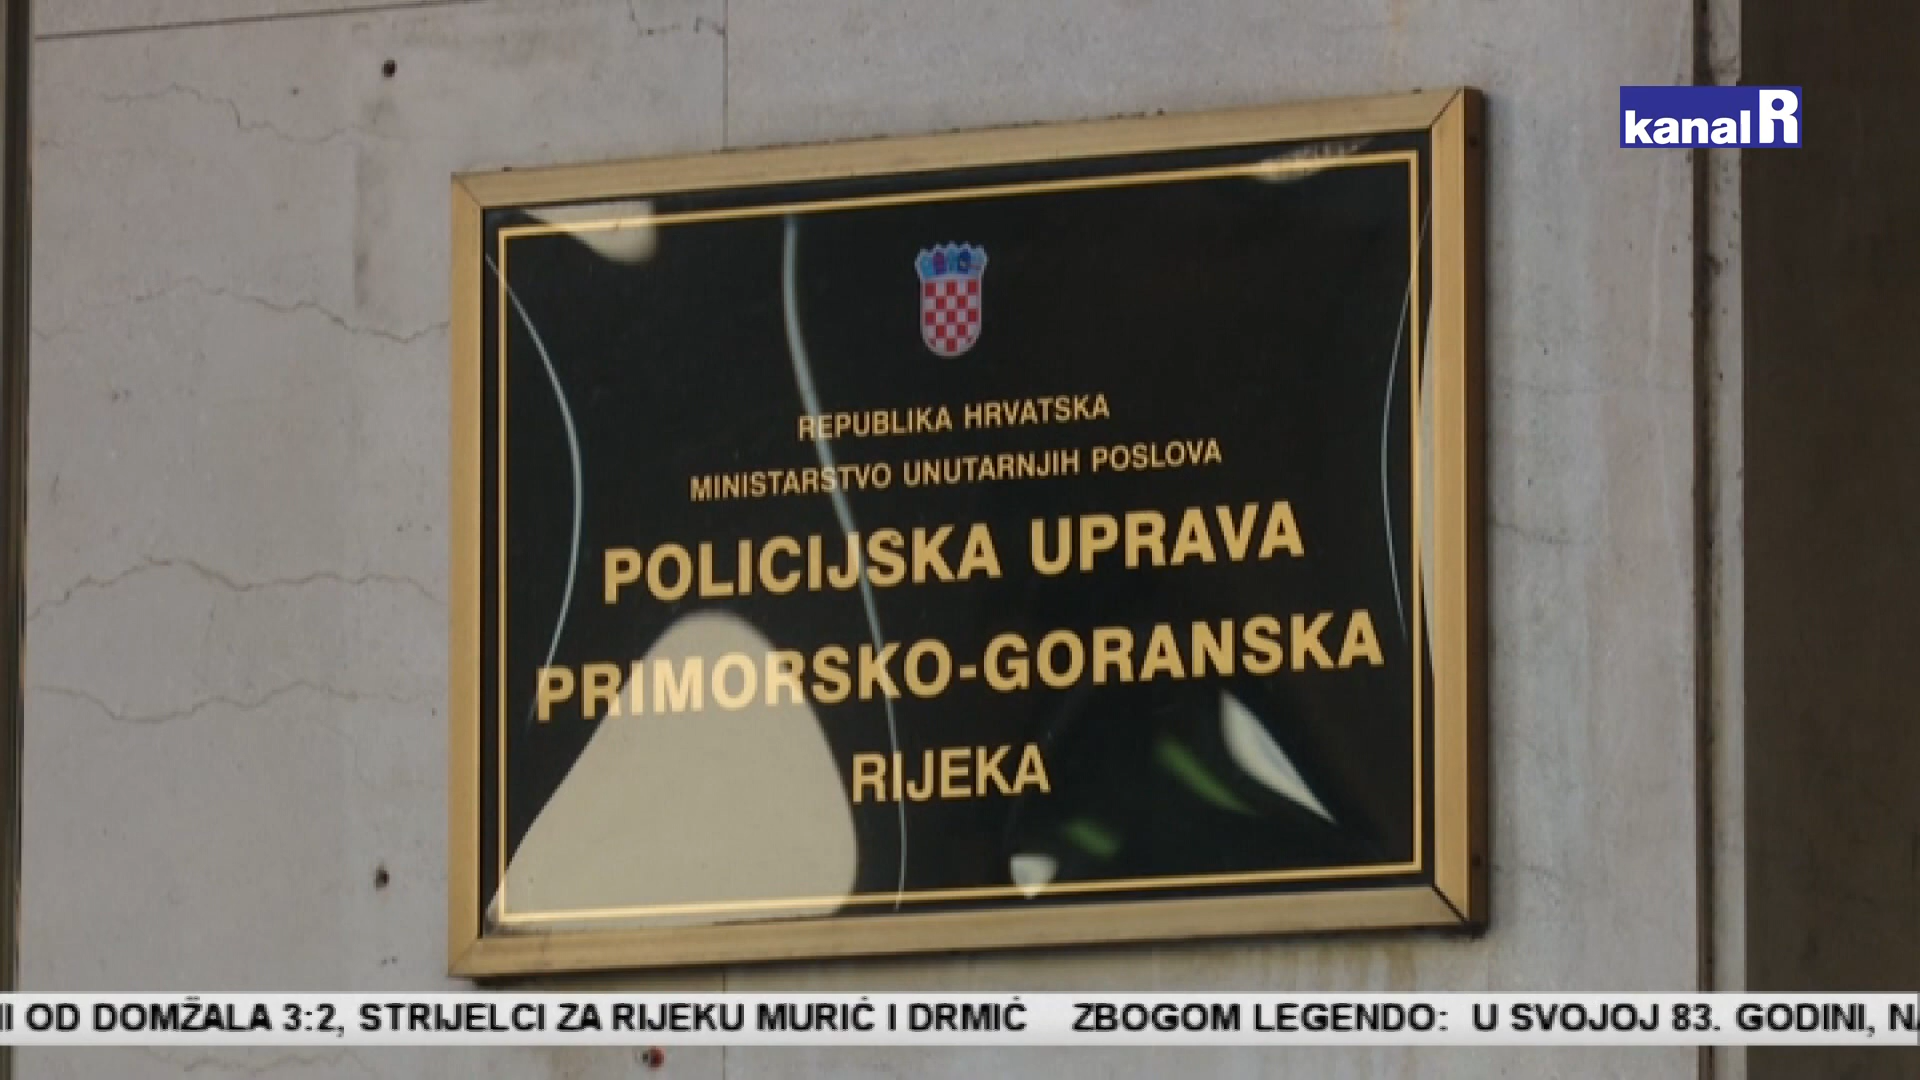 kanal R
REPUBLIKA HRVATSKA
MINISTARSTVO UNUTARNJIH POSLOVA
POLICIJSKA UPRAVA
PRIMORSKO-GORANSKA
RIJEKA
OD DOMŽALA 3:2, STRIJELCI ZA RIJEKU MURIĆ I DRMIĆ ZBOGOM LEGENDO: U SVOJOJ 83. GODINI,